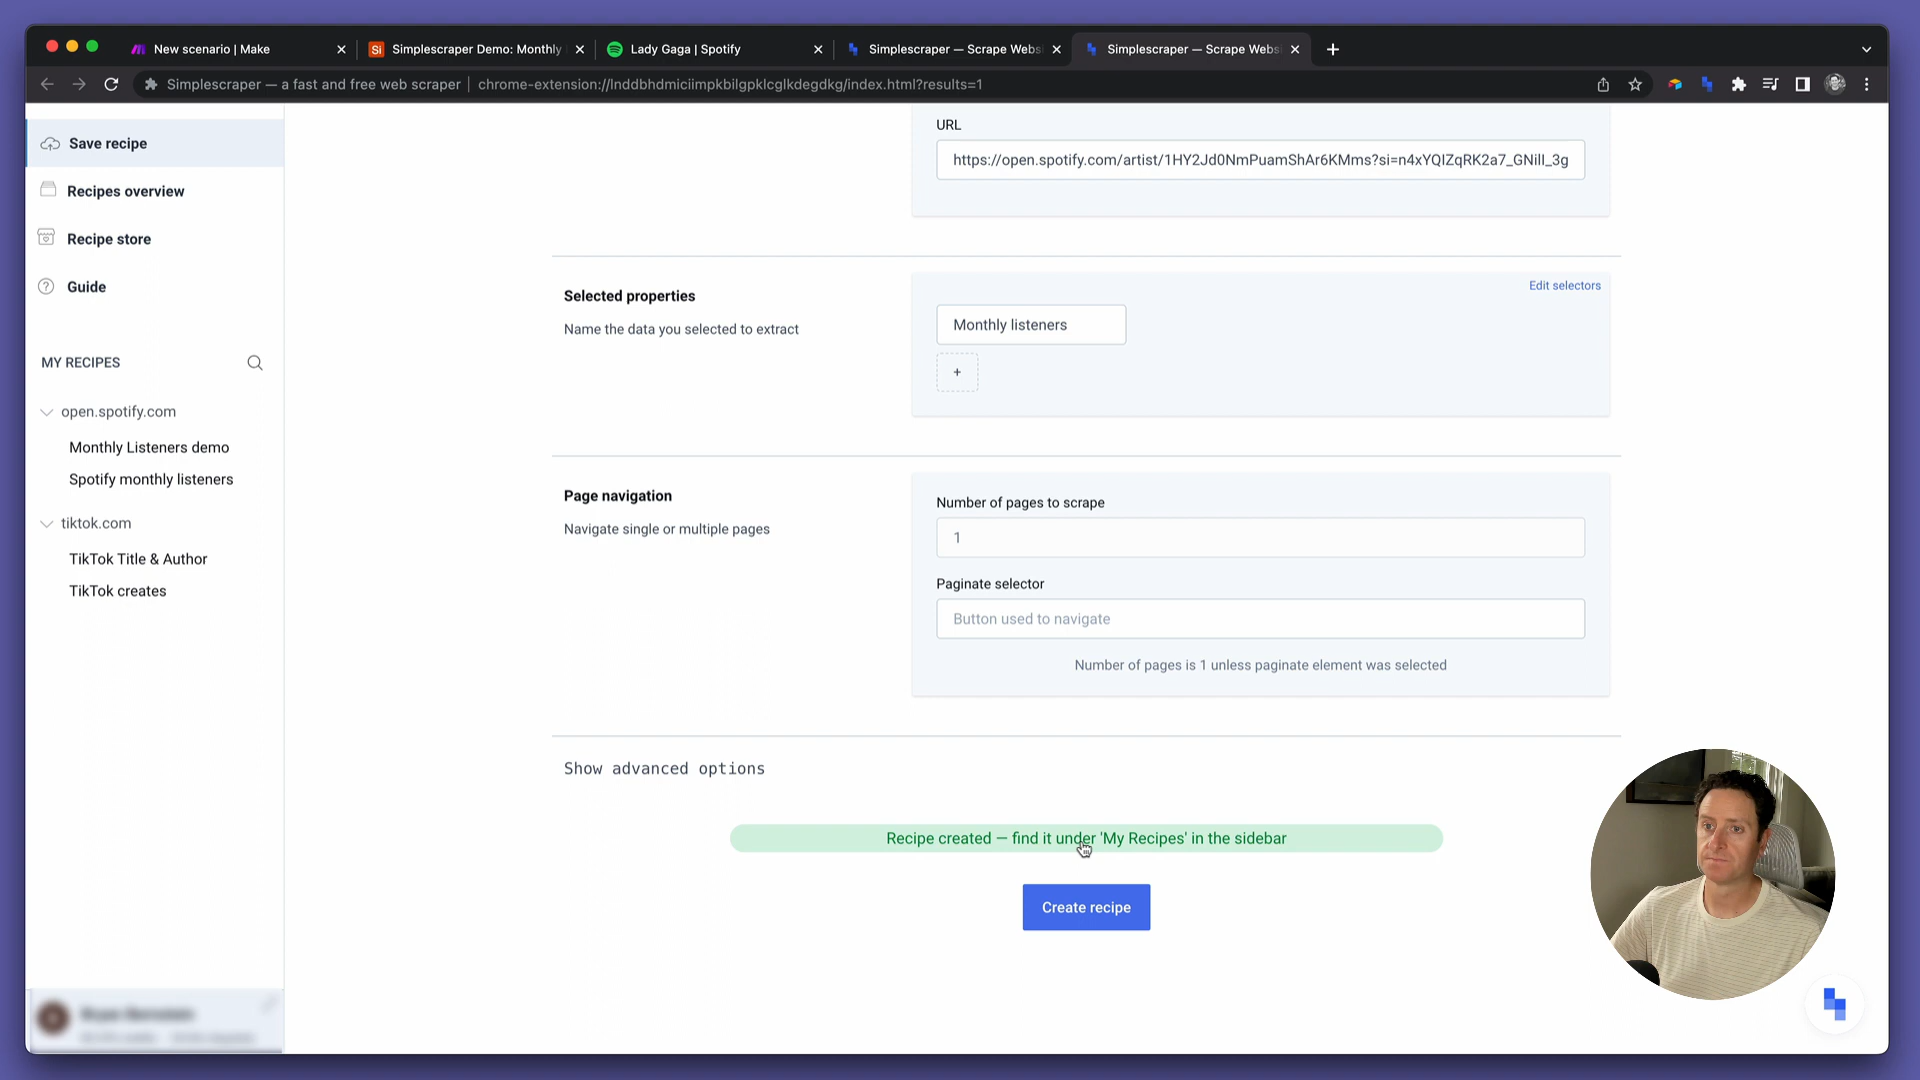 New scenario | Make
Si
Simplescraper Demo: Monthly
Lady Gaga | Spotify
Simplescraper — Scrape Webs
Simplescraper — Scrape Webs
Simplescraper — a fast and free web scraper
chrome-extension://lnddbhdmiciimpkbilgpklcglkdegdkg/index.html?results=1
Save recipe
Recipes overview
Recipe store
Guide
MY RECIPES
open.spotify.com
Monthly Listeners demo
Spotify monthly listeners
tiktok.com
TikTok Title & Author
TikTok creates
URL
https://open.spotify.com/artist/1HY2Jd0NmPuamShAr6KMms?si=n4xYQIZqRK2a7_GNiIl_3g
Selected properties
Name the data you selected to extract
Edit selectors
Monthly listeners
+
Page navigation
Navigate single or multiple pages
Number of pages to scrape
1
Paginate selector
Button used to navigate
Number of pages is 1 unless paginate element was selected
Show advanced options
Recipe created — find it under 'My Recipes' in the sidebar
Create recipe